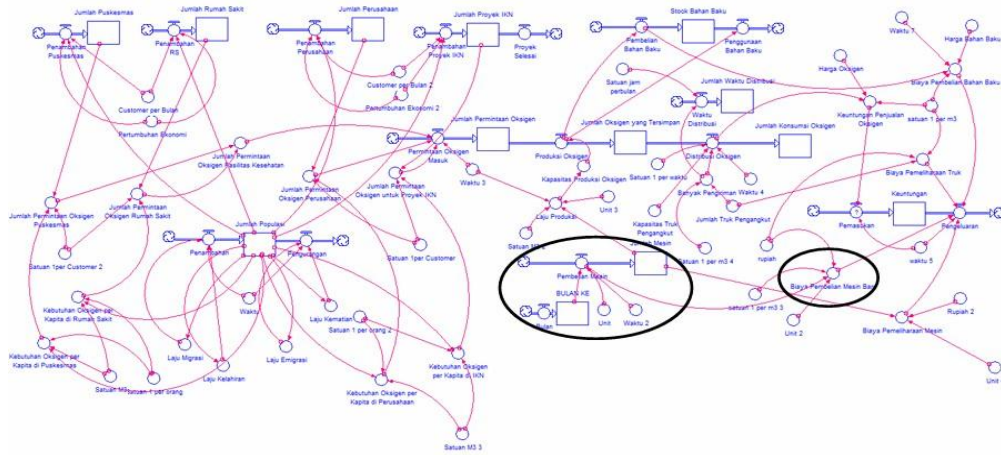 Jumlah Puskesmas
Penambahan
Puskesmas
Jumlah Rumah Sakit
Penambahan
RS
Customer per Bulan
Pertumbuhan Ekonomi
Jumlah Perusahaan
Penambahan
Perusahaan
Customer per Bulan 2
Pertumbuhan Ekonomi 2
Jumlah Proyek IKN
Penambahan
Proyek IKN
Proyek
Selesai
Stock Bahan Baku
Pembelian
Bahan Baku
Penggunaan
Bahan Baku
Satuan jam
perbulan
Jumlah Waktu Distribusi
Waktu
Distribusi
Waktu 7
Harga Bahan Baku
Harga Oksigen
Biaya Pembelian Bahan Baku
Keuntungan Penjualan
Oksigen
satuan 1 per m3
Jumlah Permintaan Oksigen
Permintaan Oksigen
Masuk
Jumlah Oksigen yang Tersimpan
Produksi Oksigen
Distribusi Oksigen
Jumlah Konsumsi Oksigen
Jumlah Permintaan
Oksigen Fasilitas Kesehatan
Jumlah Permintaan
Oksigen Perusahaan
Jumlah Permintaan
Oksigen untuk Proyek IKN
Waktu 3
Kapasitas Produksi Oksigen
Satuan 1 per waktu
Banyak Pengiriman
Waktu 4
Biaya Pemeliharaan Truk
Jumlah Permintaan Oksigen
Puskesmas
Jumlah Permintaan
Oksigen Rumah Sakit
Laju Produksi
Unit 3
Kapasitas Truk
Pengangkut
Jumlah Truk Pengangkut
Keuntungan
Pemasukan
Pengeluaran
Jumlah Populasi
Penambahan
Pengurangan
Satuan 1per Customer 2
Satuan 1per Customer
Jumlah Mesin
Satuan 1 per m3 4
rupiah
waktu 5
Pembelian Mesin
BULAN KE
Bulan
Unit
Waktu 2
Biaya Pembelian Mesin
satuan 1 per m3 3
Unit 2
Rupiah 2
Biaya Pemeliharaan Mesin
Kebutuhan Oksigen per
Kapita di Rumah Sakit
Waktu
Laju Kematian
Satuan 1 per orang 2
Kebutuhan Oksigen per
Kapita di Puskesmas
Laju Migrasi
Laju Emigrasi
Laju Kelahiran
Kebutuhan Oksigen
per Kapita di IKN
Satuan 1 per orang
Kebutuhan Oksigen per
Kapita di Perusahaan
Satuan M3 3